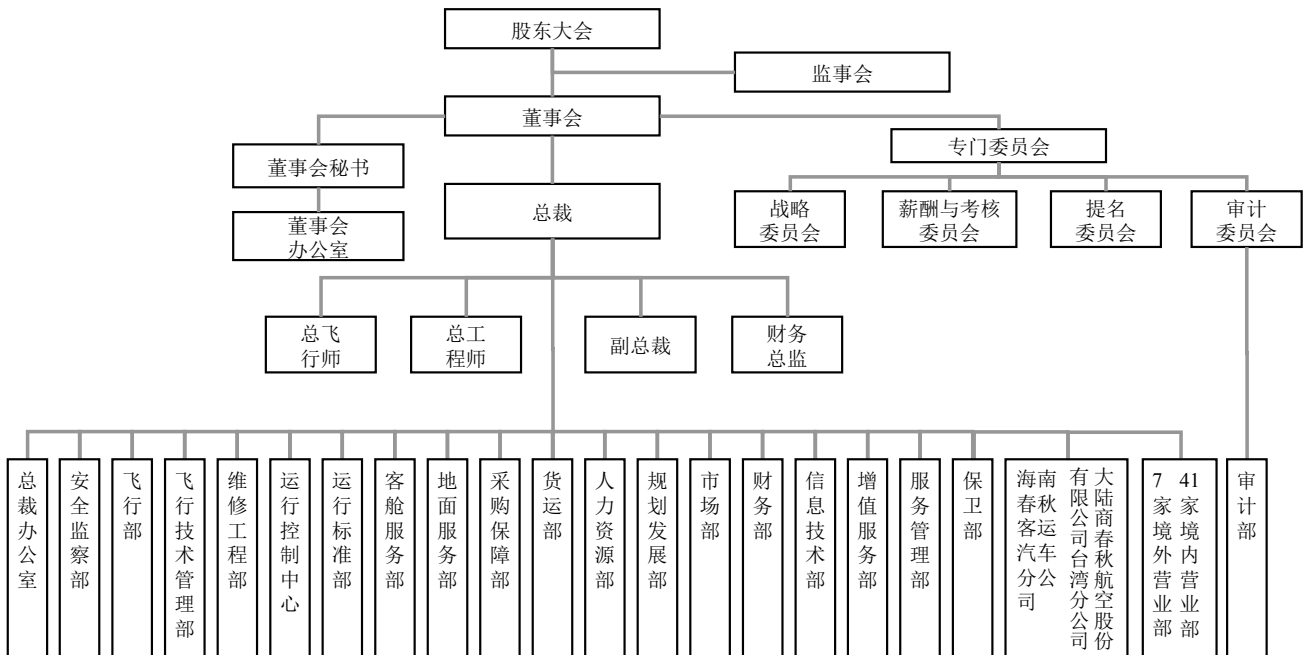 股东大会
监事会
董事会
董事会秘书
专门委员会
董事会
办公室
总裁
战略
委员会
薪酬与考核
委员会
提名
委员会
审计
委员会
总飞
行师
总工
程师
副总裁
财务
总监
总裁办公室
安全监察部
飞行部
飞行技术管理部
维修工程部
运行控制中心
运行标准部
客舱服务部
地面服务部
采购保障部
货运部
人力资源部
规划发展部
市场部
财务部
信息技术部
增值服务部
服务管理部
保卫部
海春客汽分司
南秋运车公
有限公司台湾分公司
大陆商春秋航空股份
7家境外营业部
41家境内营业部
审计部